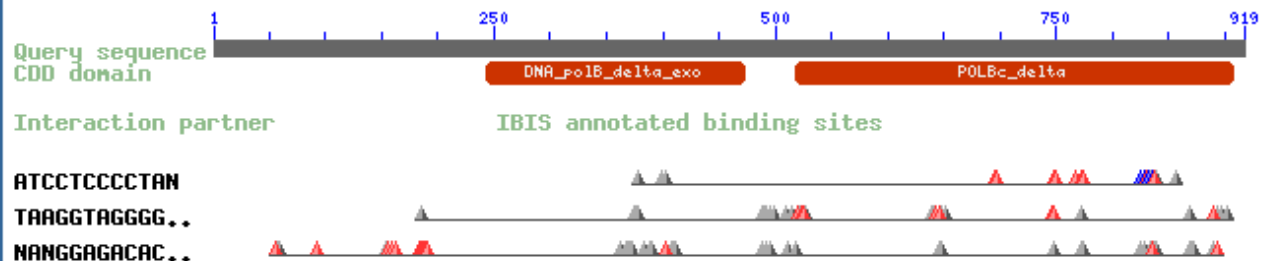 1 250 500 750 919
Query sequence
CDD domain DNA_polB_delta_exo POLBc_delta
Interaction partner IBIS annotated binding sites
ATCCTCCCCTAN
TAAGGTAGGGG..
NANGGAGACAC..